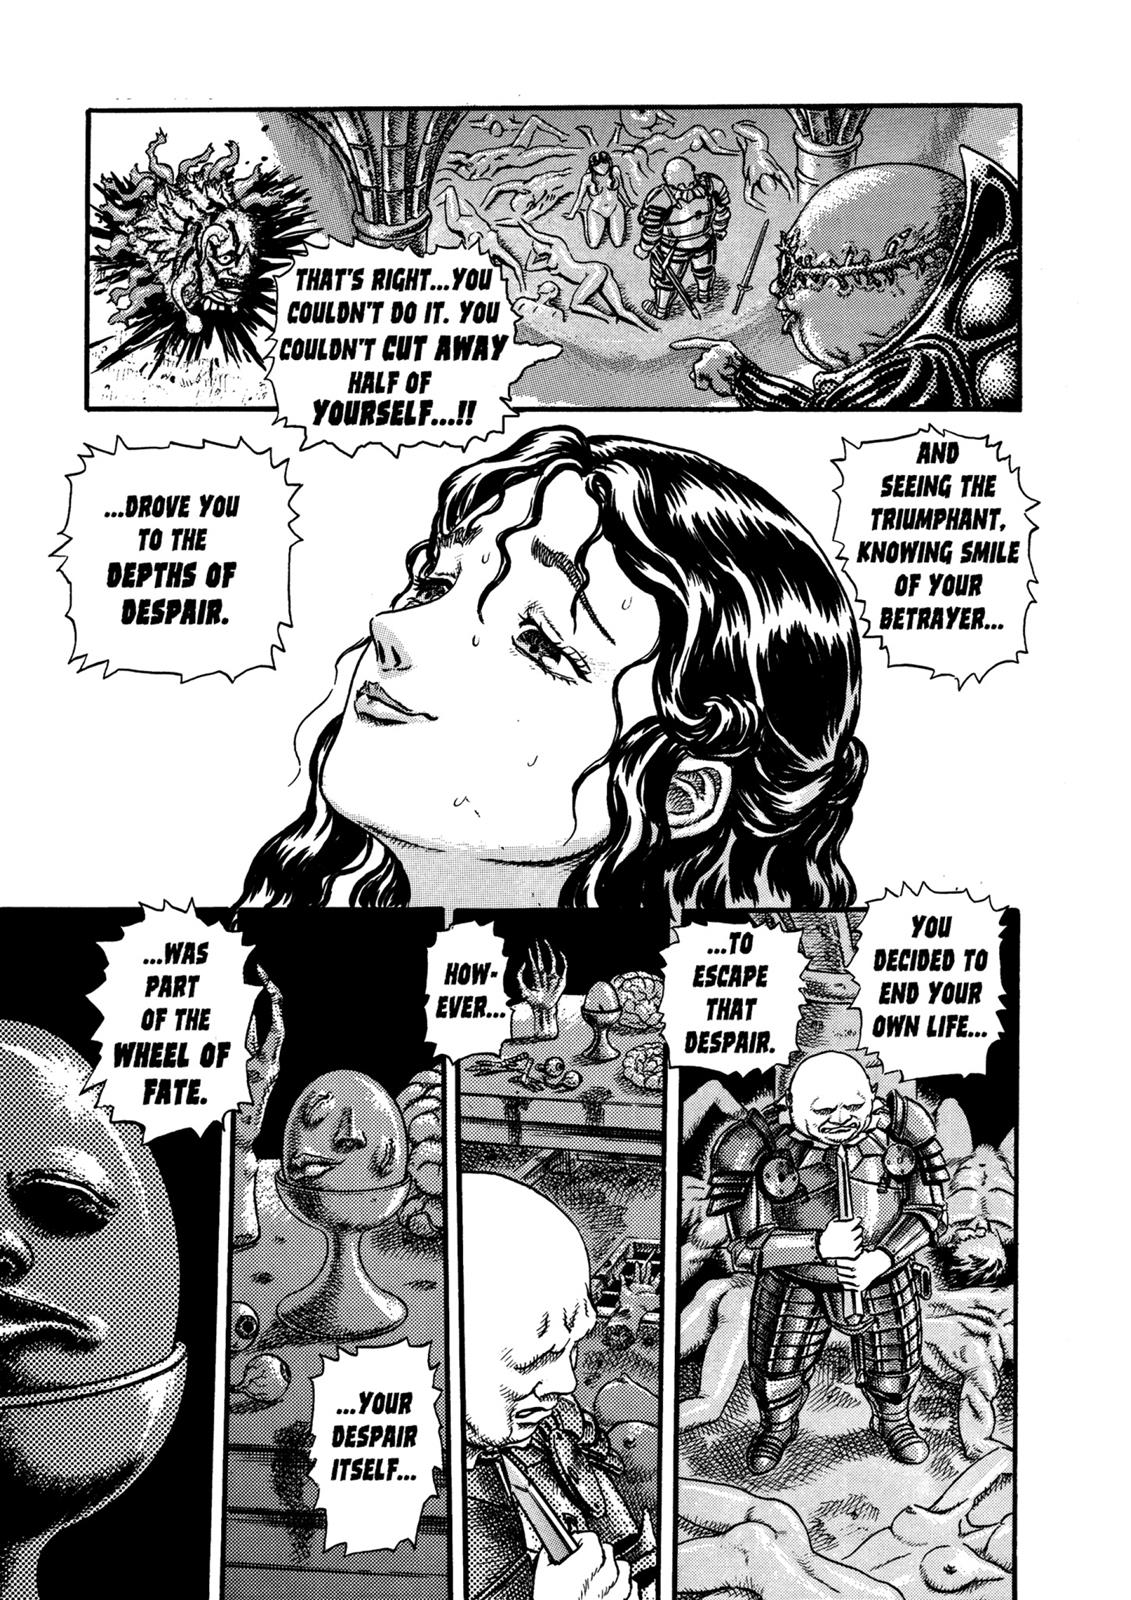 THAT'S RIGHT...YOU
COULDN'T DO IT. YOU
COULDN'T CUT AWAY
HALF OF
YOURSELF...!!
AND
SEEING THE
TRIUMPHANT,
KNOWING SMILE
OF YOUR
BETRAYER...
...DROVE YOU
TO THE
DEPTHS OF
DESPAIR.
YOU
DECIDED TO
END YOUR
OWN LIFE...
...TO
ESCAPE
THAT
DESPAIR.
HOW-
EVER...
...YOUR
DESPAIR
ITSELF...
...WAS
PART
OF THE
WHEEL OF
FATE.